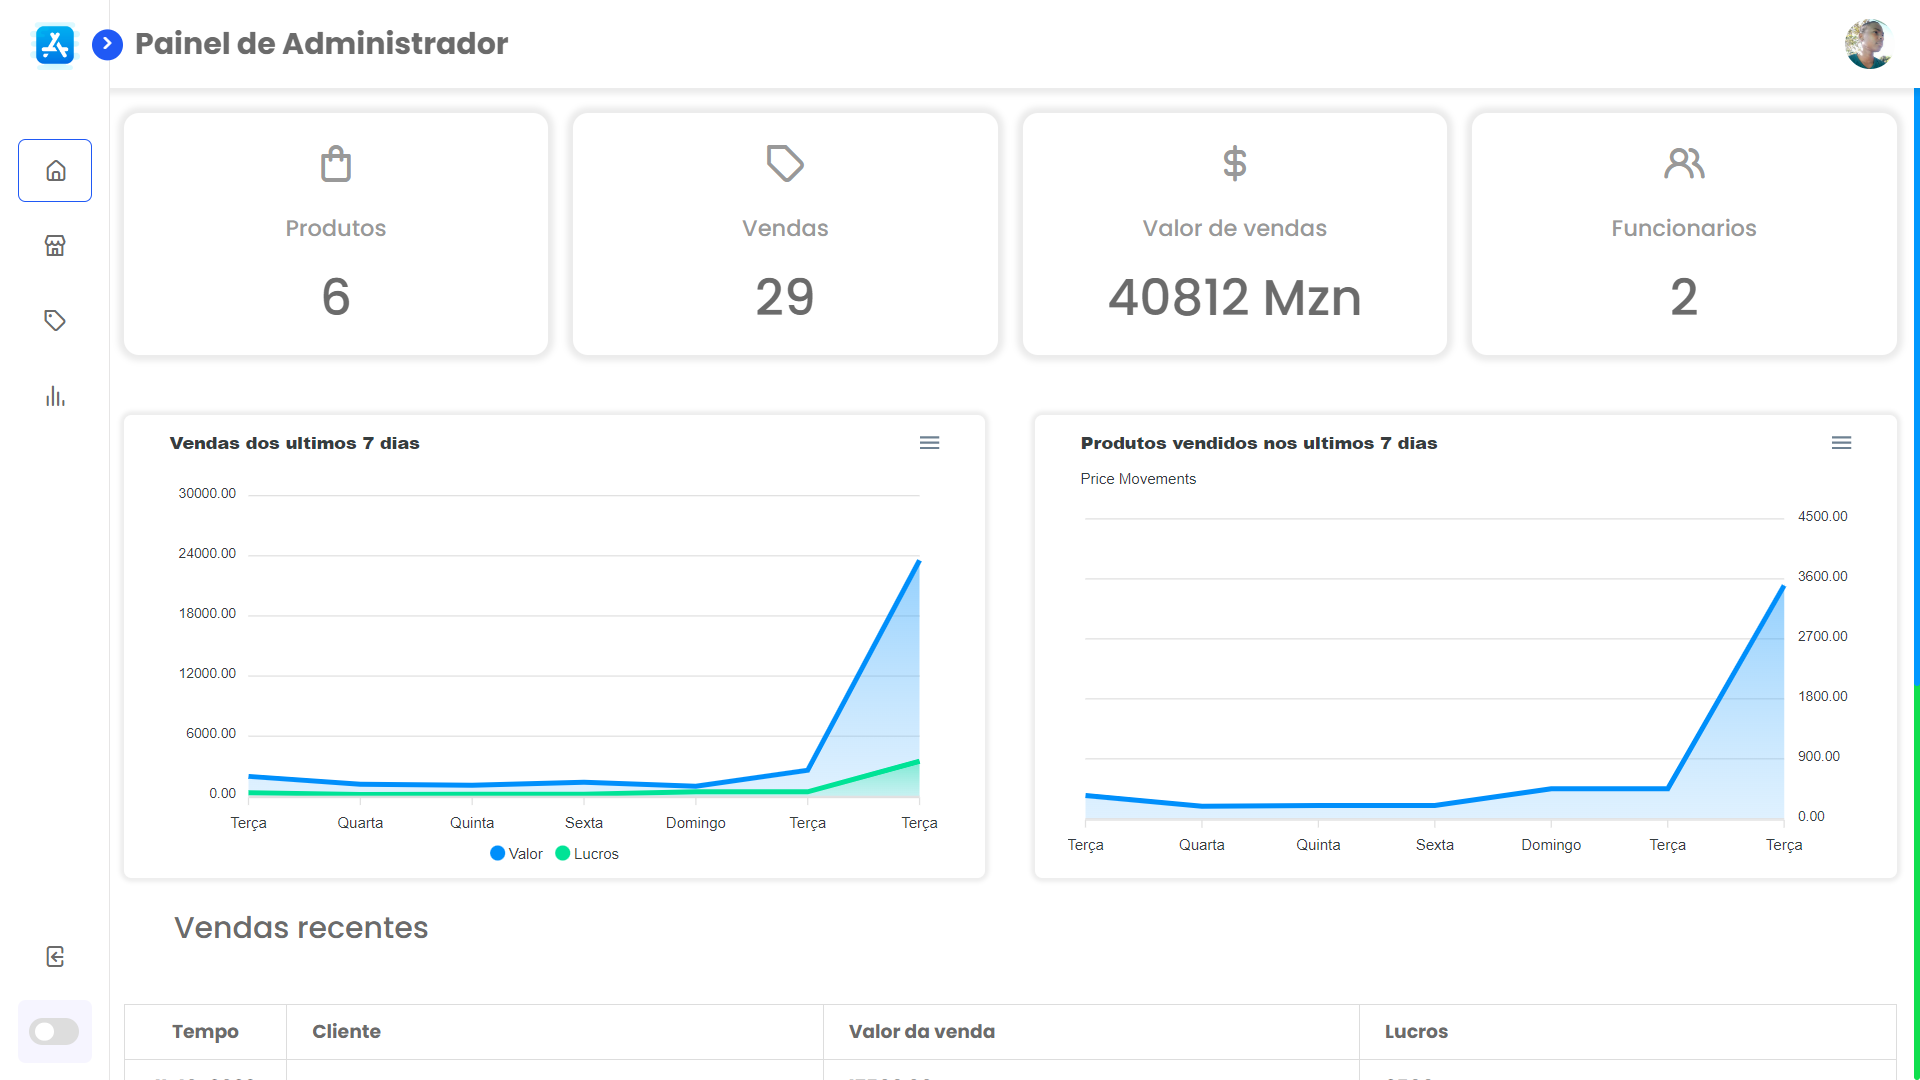 Painel de Administrador
Produtos
6
Vendas
29
Valor de vendas
40812 Mzn
Funcionarios
2
Vendas dos ultimos 7 dias
30000.00
24000.00
18000.00
12000.00
6000.00
0.00
Terça Quarta Quinta Sexta Domingo Terça Terça
Valor Lucros
Produtos vendidos nos ultimos 7 dias
Price Movements
4500.00
3600.00
2700.00
1800.00
900.00
0.00
Terça Quarta Quinta Sexta Domingo Terça Terça
Vendas recentes
Tempo Cliente Valor da venda Lucros